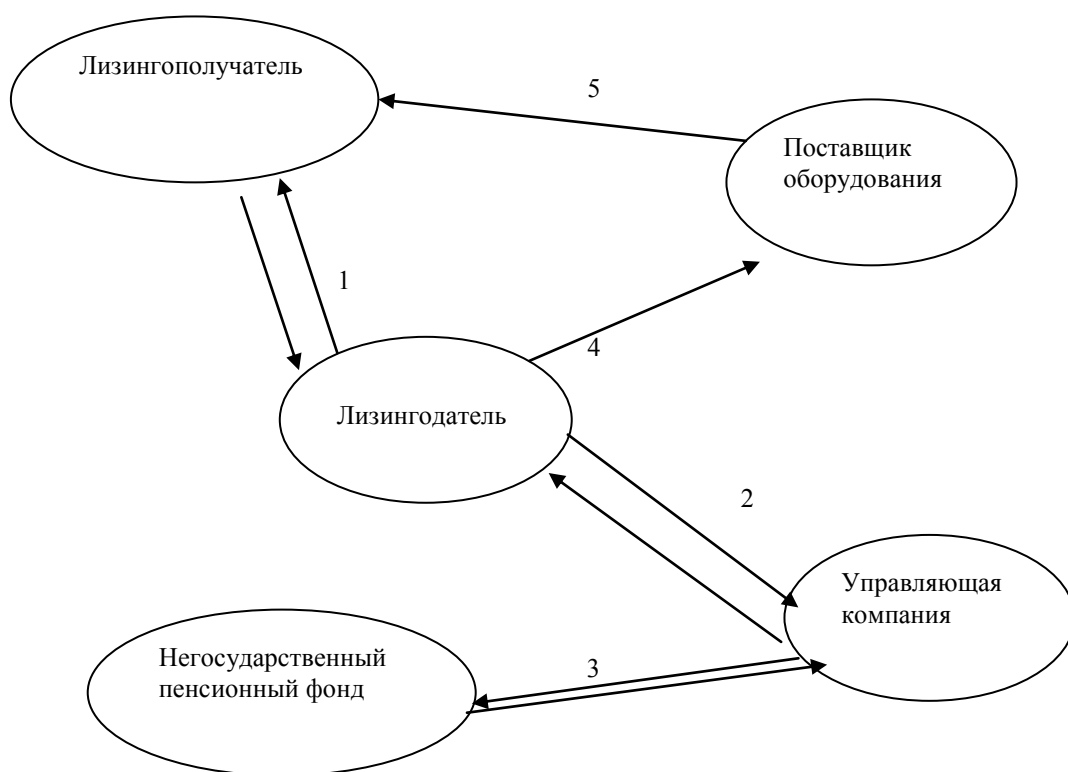 Лизингополучатель
5
Поставщик
оборудования
1
4
Лизингодатель
2
Управляющая
компания
Негосударственный
пенсионный фонд
3